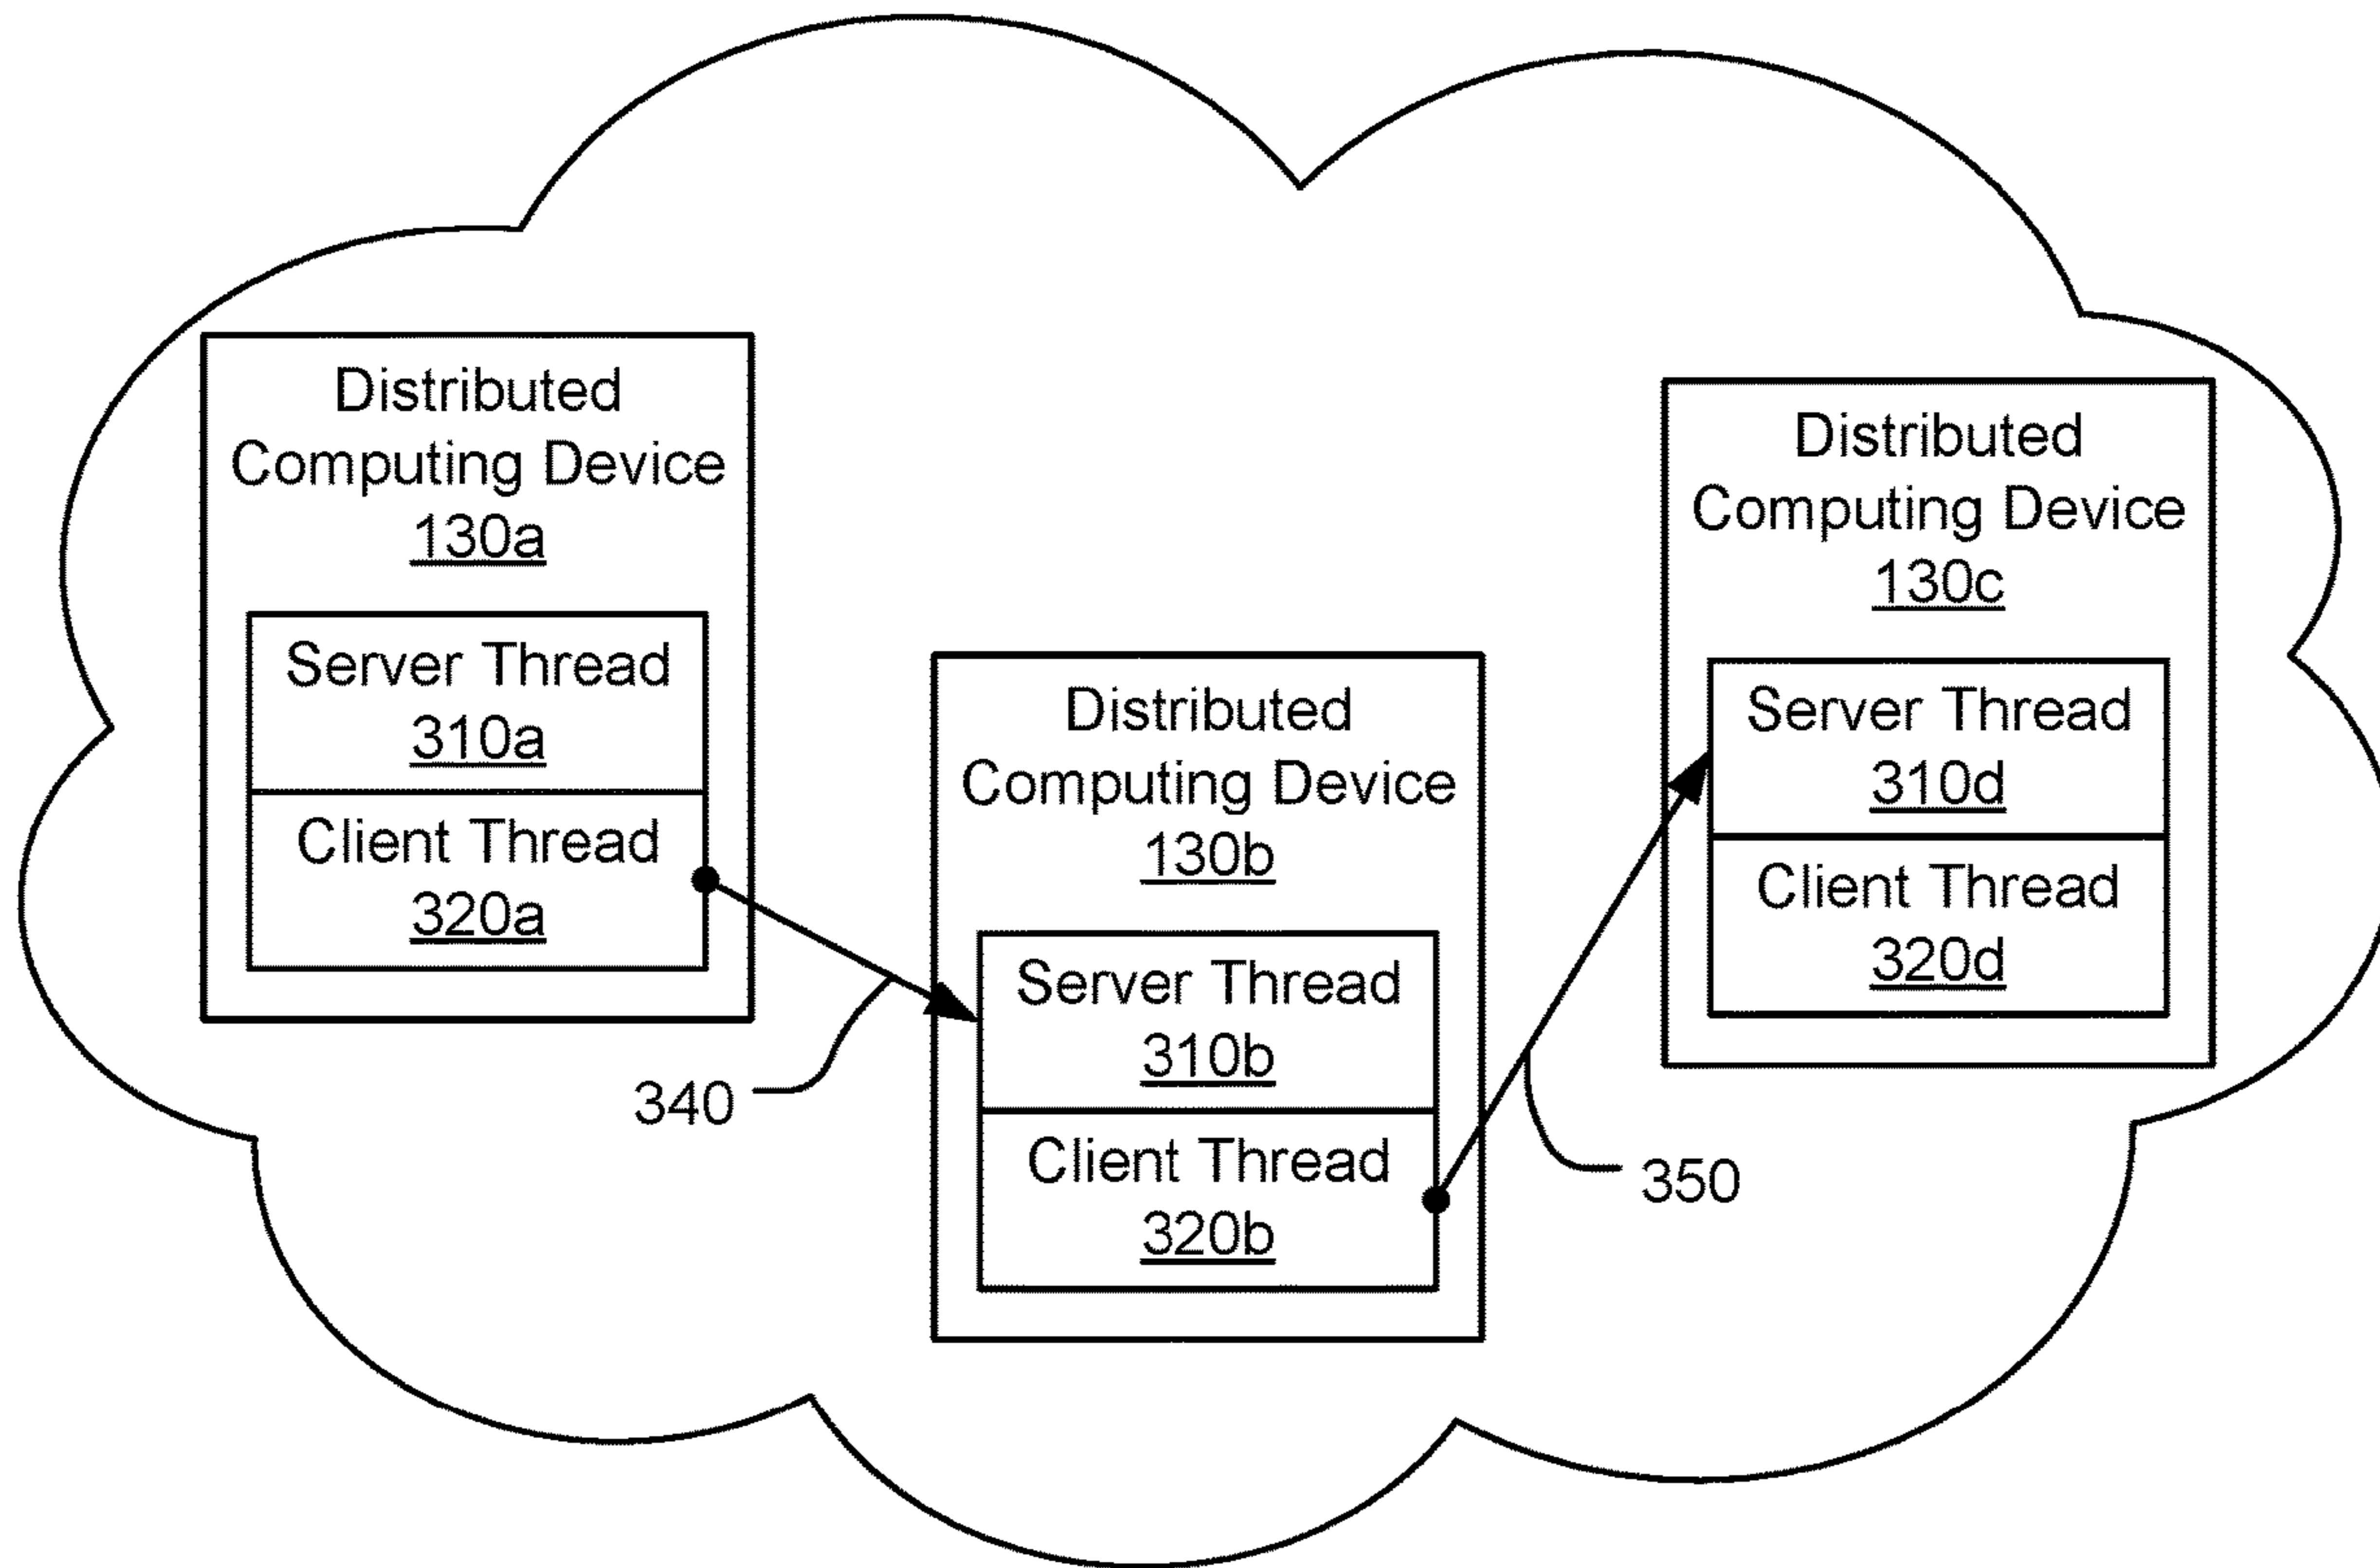 Distributed
Computing Device
130a
Server Thread
310a
Client Thread
320a
340
Distributed
Computing Device
130b
Server Thread
310b
Client Thread
320b
350
Distributed
Computing Device
130c
Server Thread
310d
Client Thread
320d